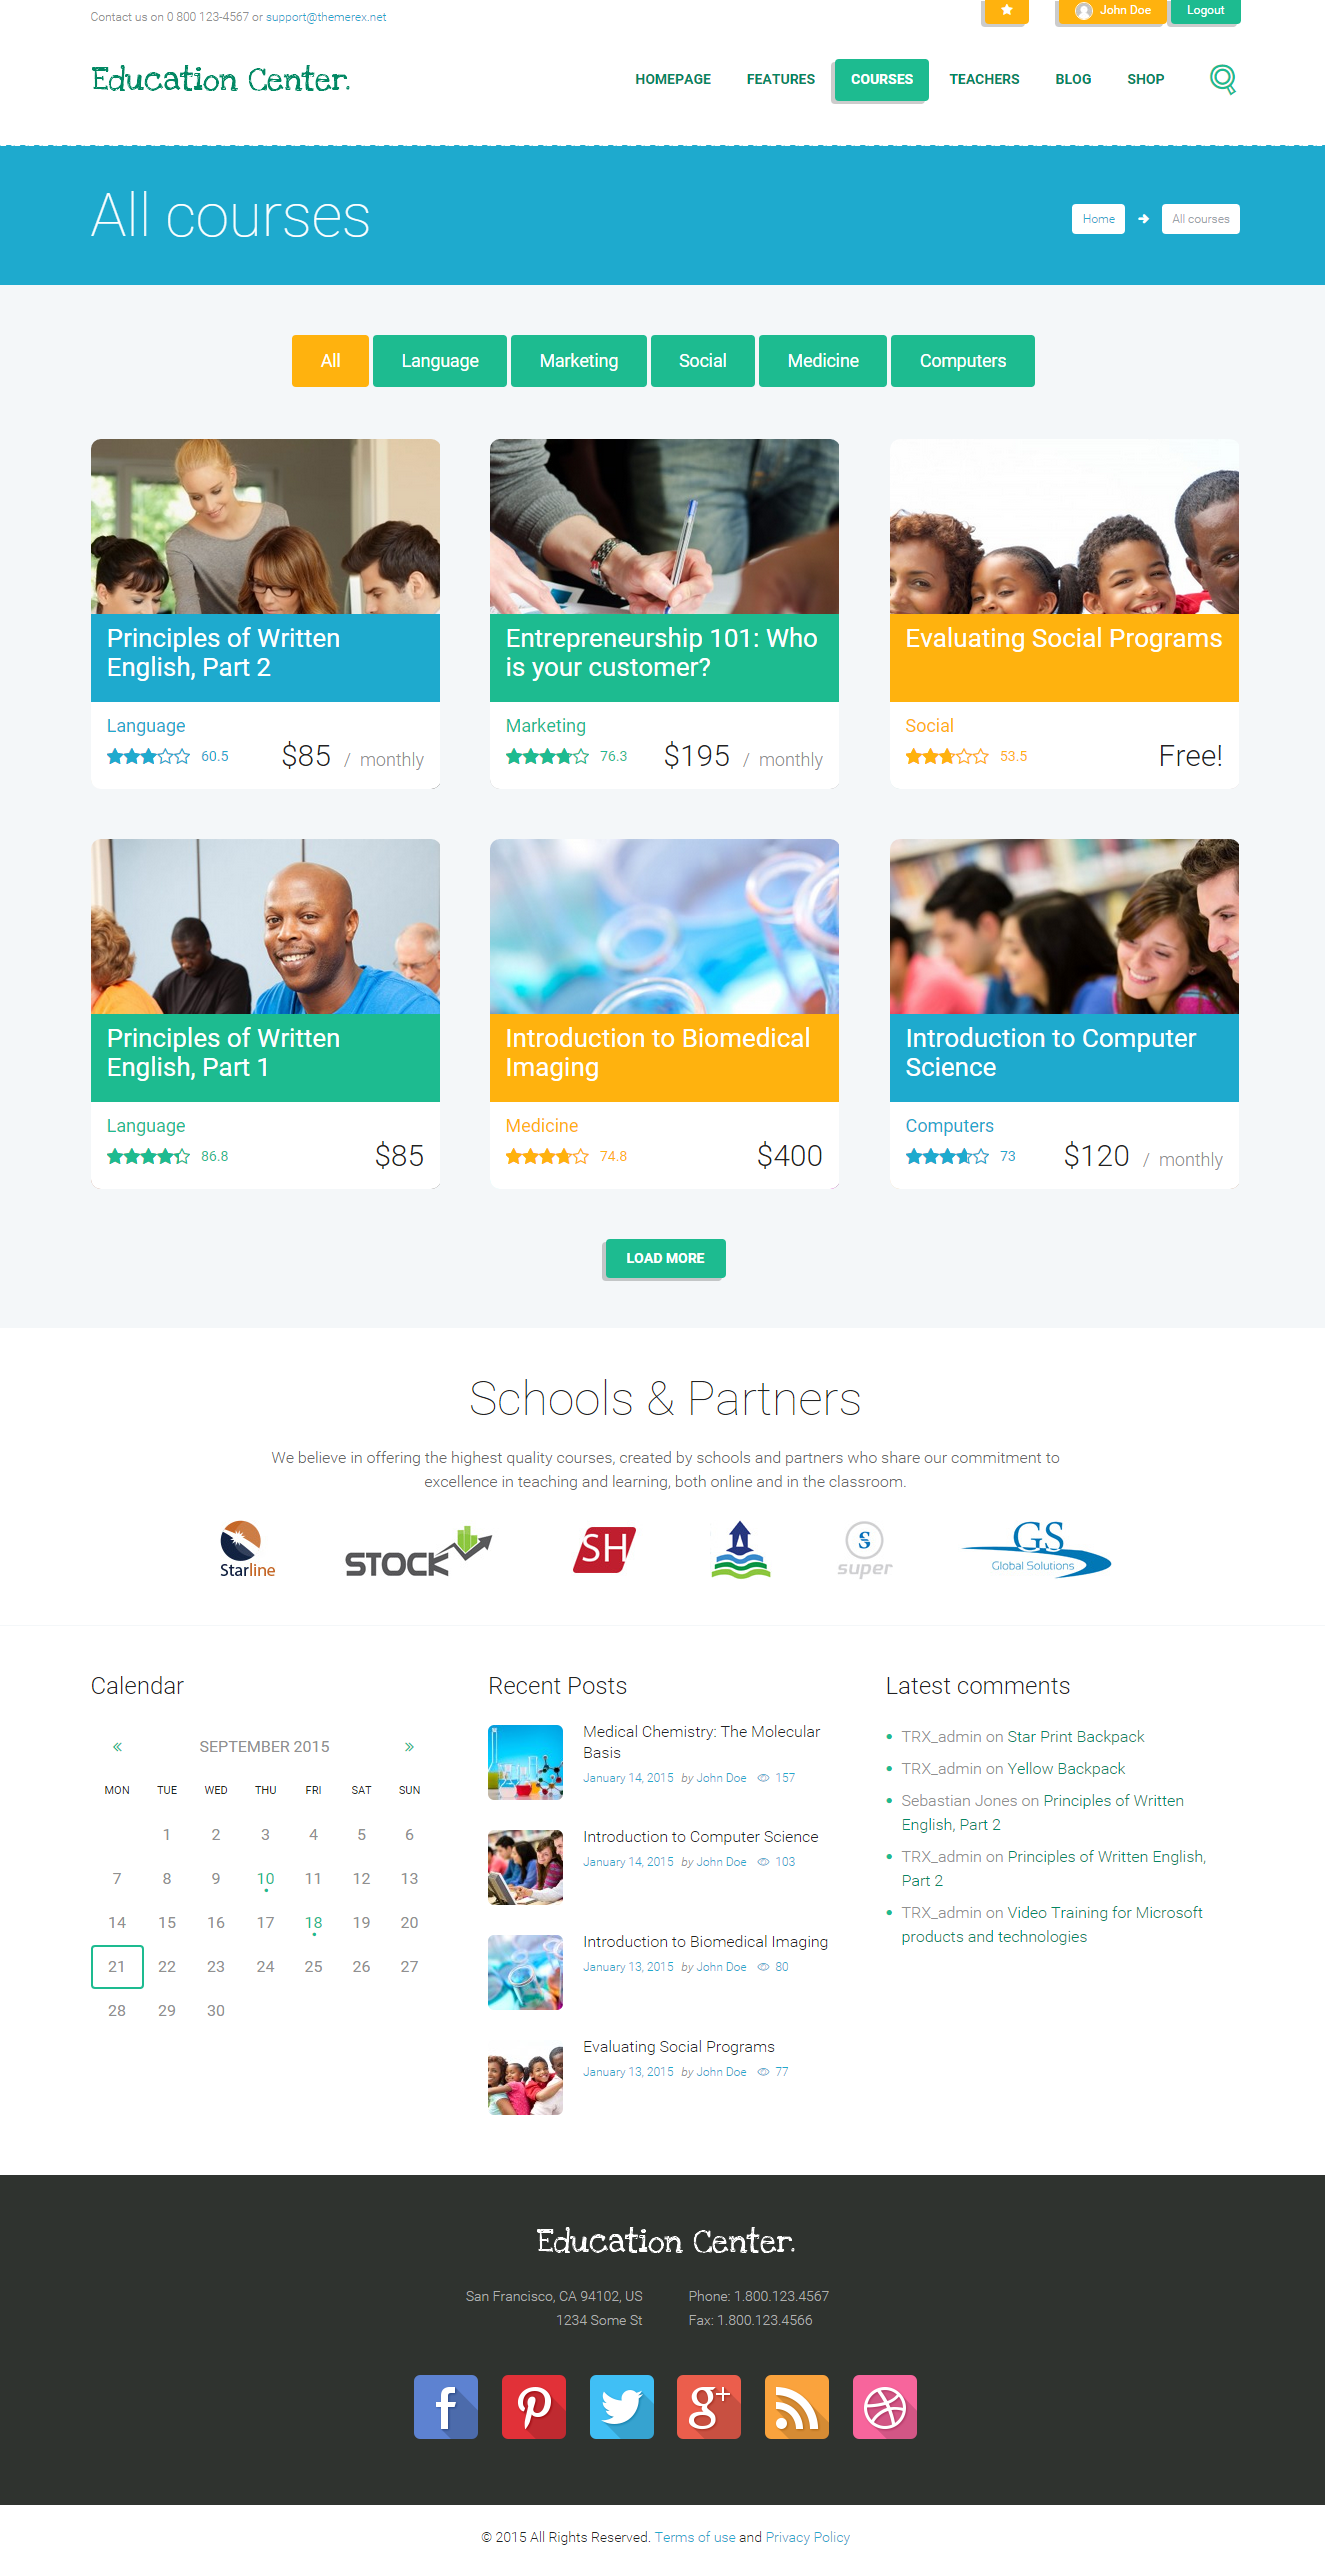 Contact us on 0 800 123-4567 or support@themerex.net
John Doe
Logout
Education Center.
HOMEPAGE
FEATURES
COURSES
TEACHERS
BLOG
SHOP
All courses
Home
All courses
All
Language
Marketing
Social
Medicine
Computers
Principles of Written
English, Part 2
Language
60.5
$85 / monthly
Entrepreneurship 101: Who
is your customer?
Marketing
76.3
$195 / monthly
Evaluating Social Programs
Social
53.5
Free!
Principles of Written
English, Part 1
Language
86.8
$85
Introduction to Biomedical
Imaging
Medicine
74.8
$400
Introduction to Computer
Science
Computers
73
$120 / monthly
LOAD MORE
Schools & Partners
We believe in offering the highest quality courses, created by schools and partners who share our commitment to
excellence in teaching and learning, both online and in the classroom.
Starline
STOCK
SH
S
super
GS
Global Solutions
Calendar
« SEPTEMBER 2015 »
MON TUE WED THU FRI SAT SUN
1 2 3 4 5 6
7 8 9 10 11 12 13
14 15 16 17 18 19 20
21 22 23 24 25 26 27
28 29 30
Recent Posts
Medical Chemistry: The Molecular
Basis
January 14, 2015 by John Doe 157
Introduction to Computer Science
January 14, 2015 by John Doe 103
Introduction to Biomedical Imaging
January 13, 2015 by John Doe 80
Evaluating Social Programs
January 13, 2015 by John Doe 77
Latest comments
TRX_admin on Star Print Backpack
TRX_admin on Yellow Backpack
Sebastian Jones on Principles of Written
English, Part 2
TRX_admin on Principles of Written English,
Part 2
TRX_admin on Video Training for Microsoft
products and technologies
Education Center.
San Francisco, CA 94102, US
1234 Some St
Phone: 1.800.123.4567
Fax: 1.800.123.4566
f
g+
© 2015 All Rights Reserved. Terms of use and Privacy Policy